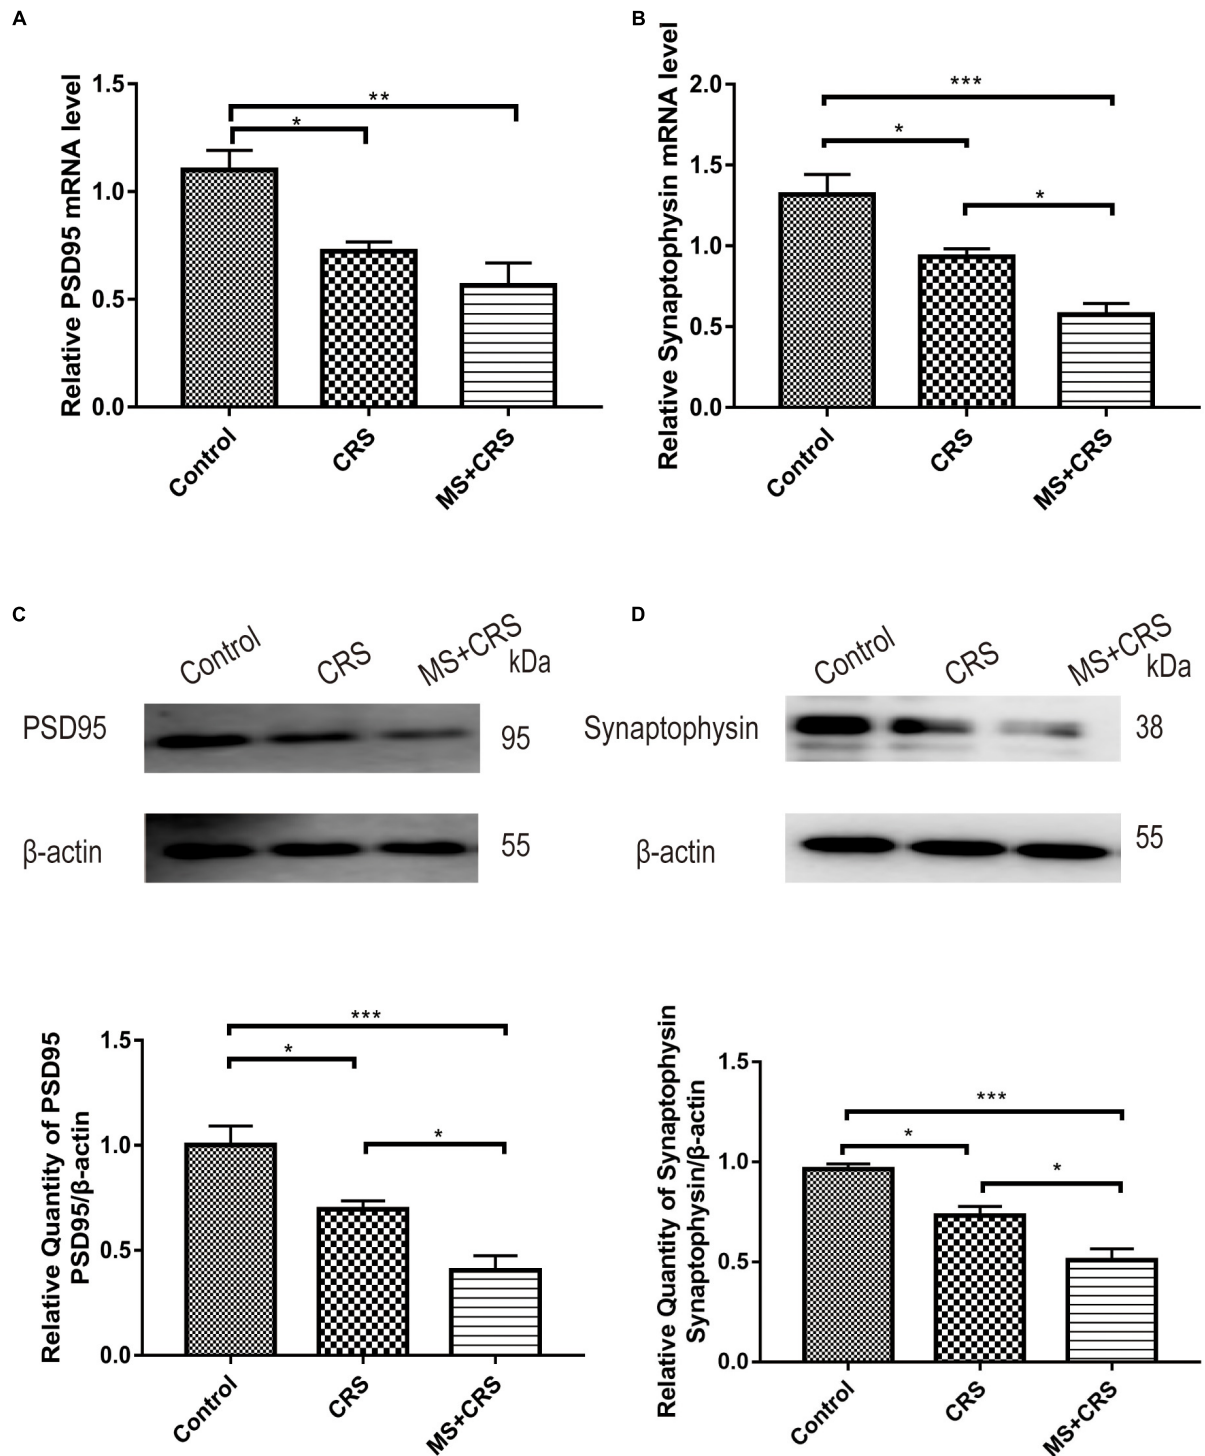 A
Relative PSD95 mRNA level
1.5
1.0
0.5
0.0
**
*
Control
CRS
MS+CRS
B
Relative Synaptophysin mRNA level
2.0
1.5
1.0
0.5
0.0
***
*
*
Control
CRS
MS+CRS
C
Control
CRS
MS+CRS
kDa
PSD95
95
β-actin
55
Relative Quantity of PSD95
PSD95/β-actin
1.5
1.0
0.5
0.0
***
*
*
Control
CRS
MS+CRS
D
Control
CRS
MS+CRS
kDa
Synaptophysin
38
β-actin
55
Relative Quantity of Synaptophysin
Synaptophysin/β-actin
1.5
1.0
0.5
0.0
***
*
*
Control
CRS
MS+CRS